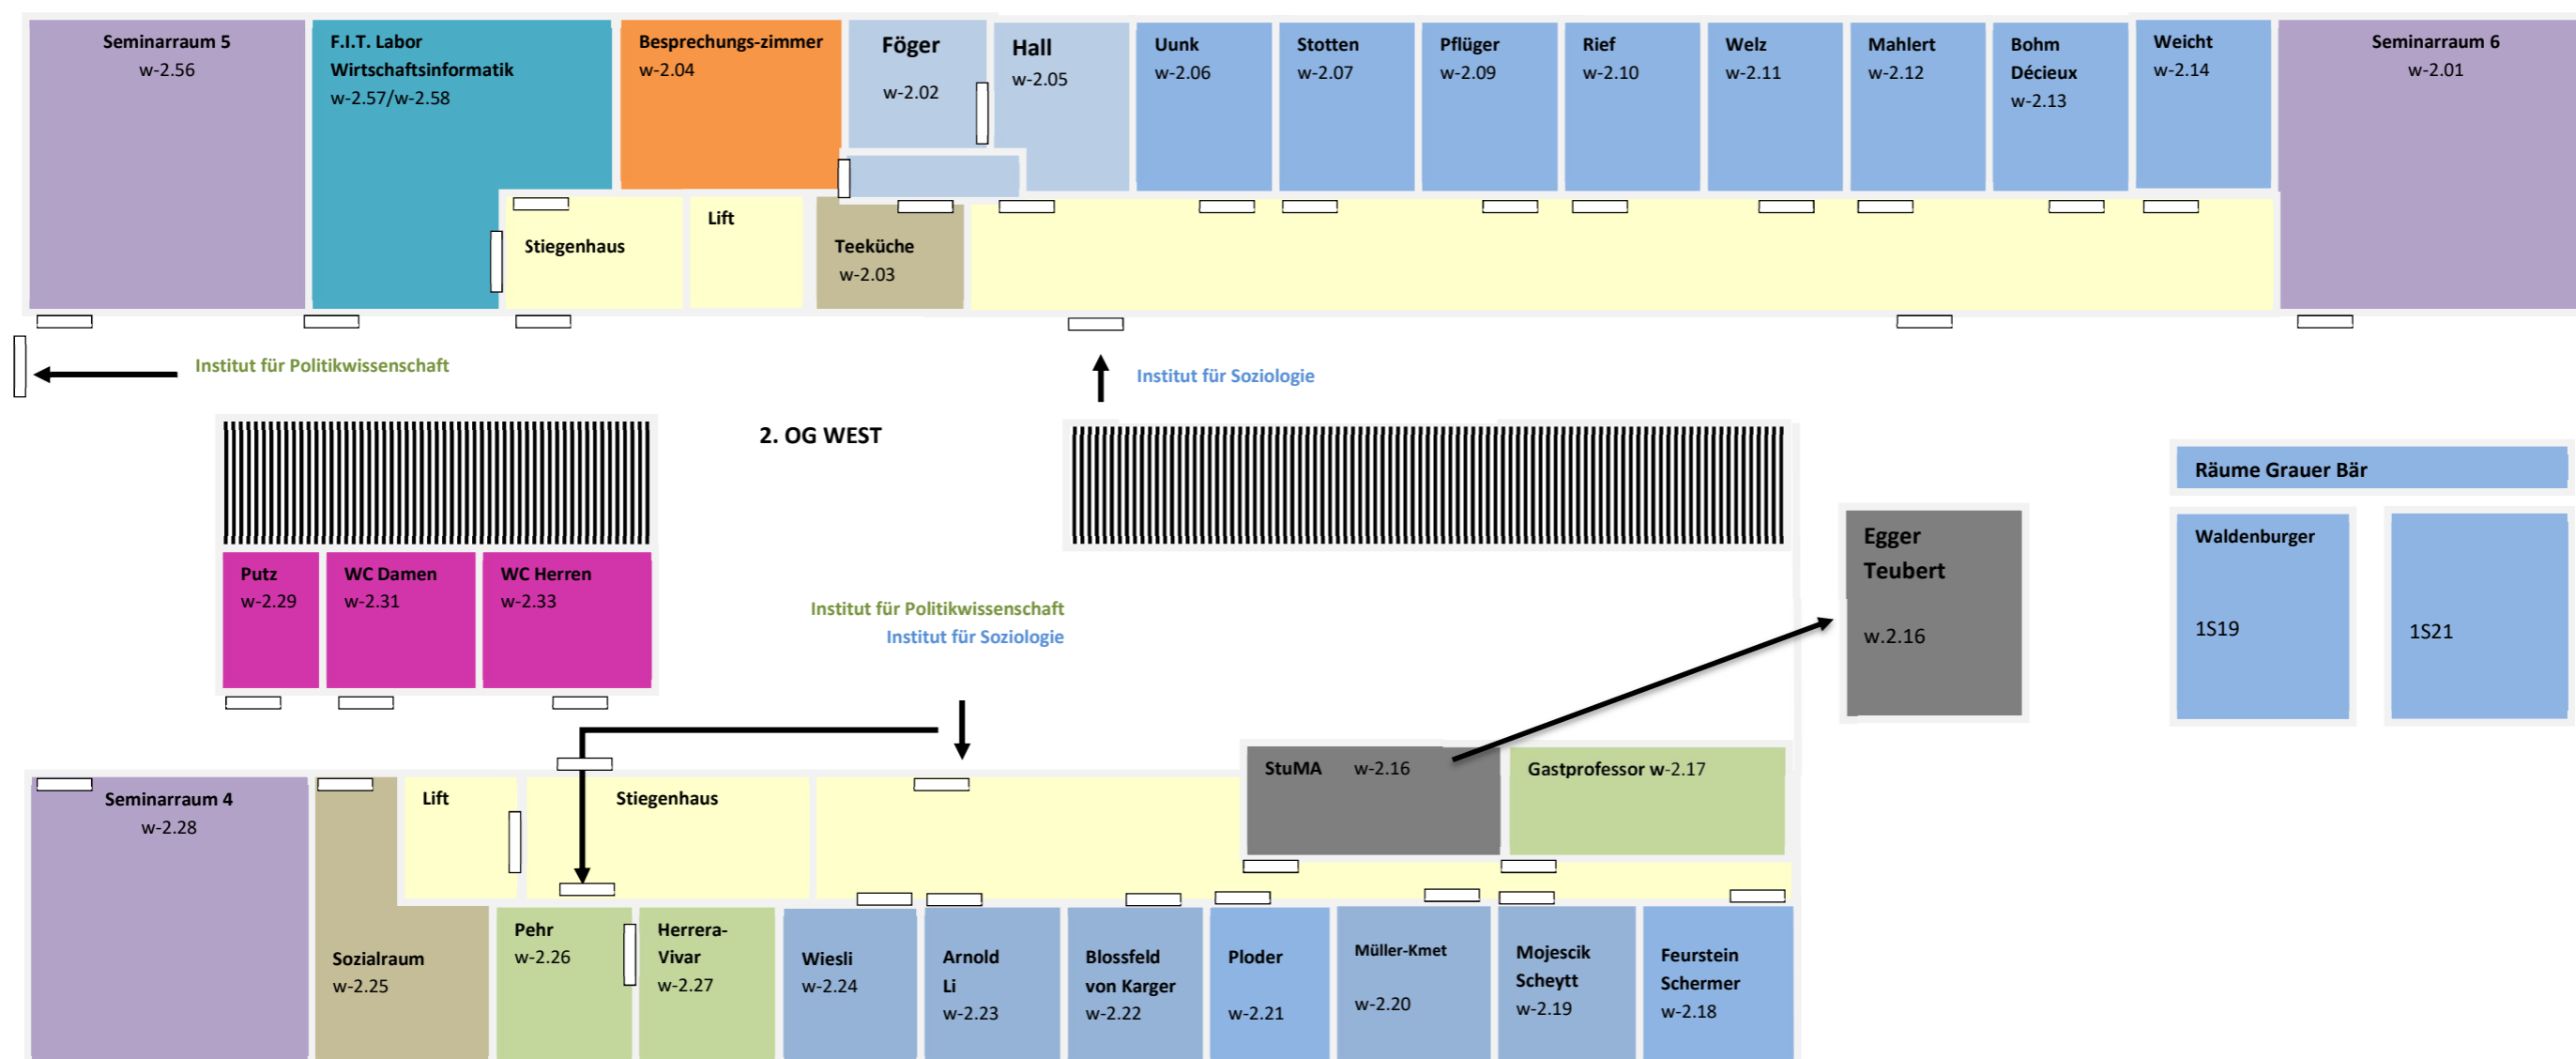 Seminarraum 5
w-2.56
F.I.T. Labor
Wirtschaftsinformatik
w-2.57/w-2.58
Besprechungs-zimmer
w-2.04
Föger
w-2.02
Hall
w-2.05
Uunk
w-2.06
Stotten
w-2.07
Pflüger
w-2.09
Rief
w-2.10
Welz
w-2.11
Mahlert
w-2.12
Bohm
Décieux
w-2.13
Weicht
w-2.14
Seminarraum 6
w-2.01
Stiegenhaus
Lift
Teeküche
w-2.03
Institut für Politikwissenschaft
Institut für Soziologie
2. OG WEST
Räume Grauer Bär
Egger
Teubert
w.2.16
Waldenburger
1S19
1S21
Putz
w-2.29
WC Damen
w-2.31
WC Herren
w-2.33
Institut für Politikwissenschaft
Institut für Soziologie
StuMA w-2.16
Gastprofessor w-2.17
Seminarraum 4
w-2.28
Lift
Stiegenhaus
Sozialraum
w-2.25
Pehr
w-2.26
Herrera-
Vivar
w-2.27
Wiesli
w-2.24
Arnold
Li
w-2.23
Blossfeld
von Karger
w-2.22
Ploder
w-2.21
Müller-Kmet
w-2.20
Mojescik
Scheytt
w-2.19
Feurstein
Schermer
w-2.18